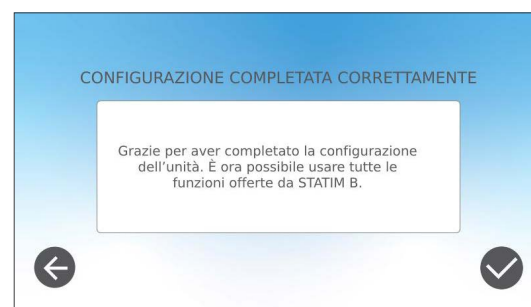 CONFIGURAZIONE COMPLETATA CORRETTAMENTE
Grazie per aver completato la configurazione
dell'unità. È ora possibile usare tutte le
funzioni offerte da STATIM B.